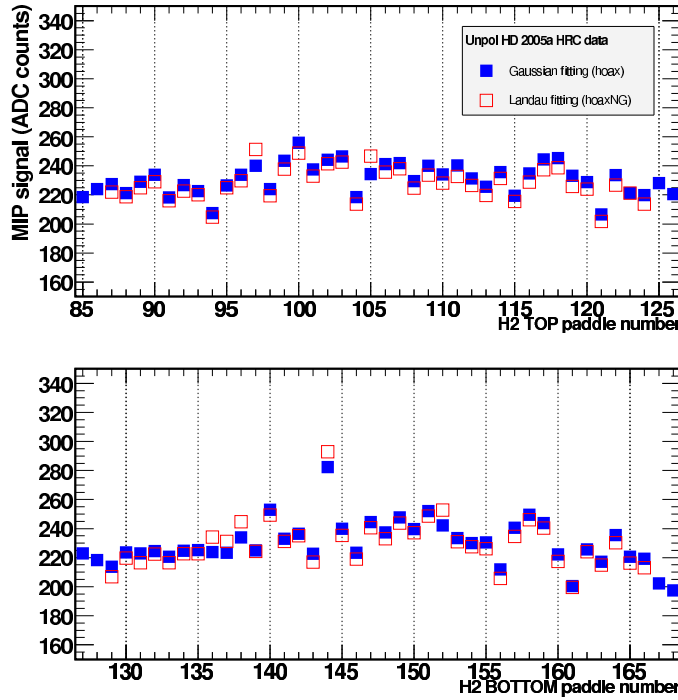 MIP signal (ADC counts)
340
320
300
280
260
240
220
200
180
160
Unpol HD 2005a HRC data
Gaussian fitting (hoax)
Landau fitting (hoaxNG)
85 90 95 100 105 110 115 120 125
H2 TOP paddle number
340
320
300
280
260
240
220
200
180
160
130 135 140 145 150 155 160 165
H2 BOTTOM paddle number